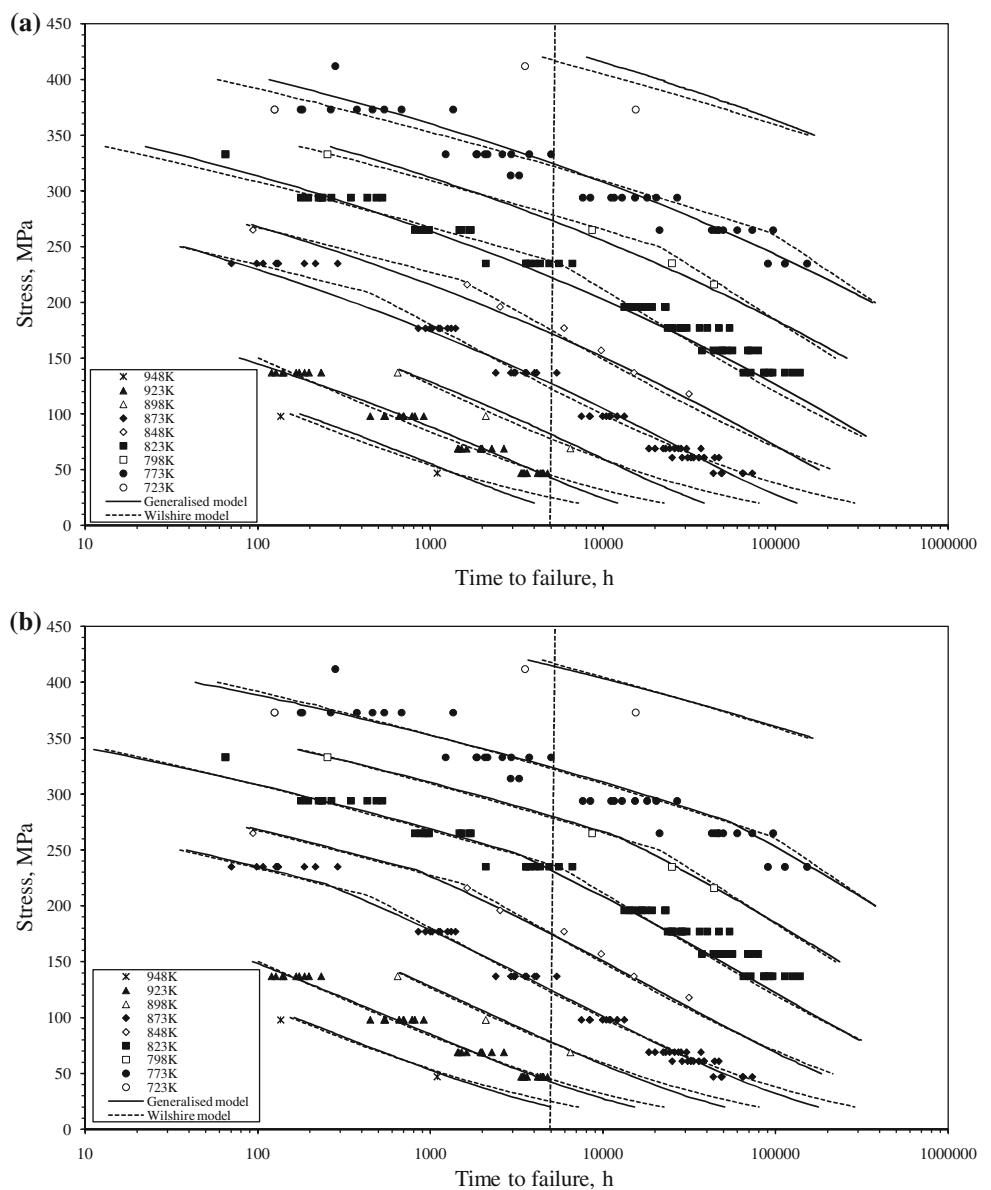 (a)
450
400
350
300
250
200
150
100
50
0
Stress, MPa
948K
923K
898K
873K
848K
823K
798K
773K
723K
Generalised model
Wilshire model
10
100
1000
10000
100000
1000000
Time to failure, h
(b)
450
400
350
300
250
200
150
100
50
0
Stress, MPa
948K
923K
898K
873K
848K
823K
798K
773K
723K
Generalised model
Wilshire model
10
100
1000
10000
100000
1000000
Time to failure, h